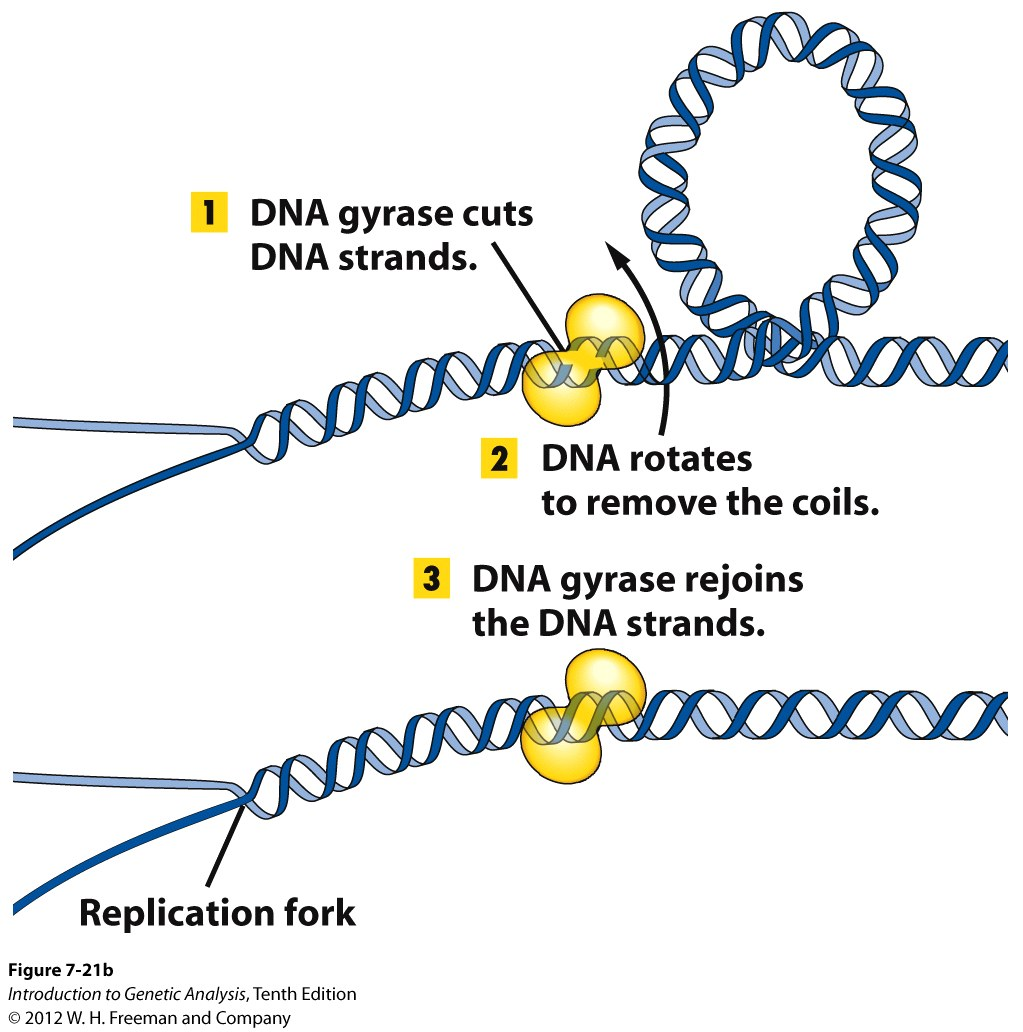 1 DNA gyrase cuts
DNA strands.
2 DNA rotates
to remove the coils.
3 DNA gyrase rejoins
the DNA strands.
Replication fork
Figure 7-21b
Introduction to Genetic Analysis, Tenth Edition
© 2012 W. H. Freeman and Company